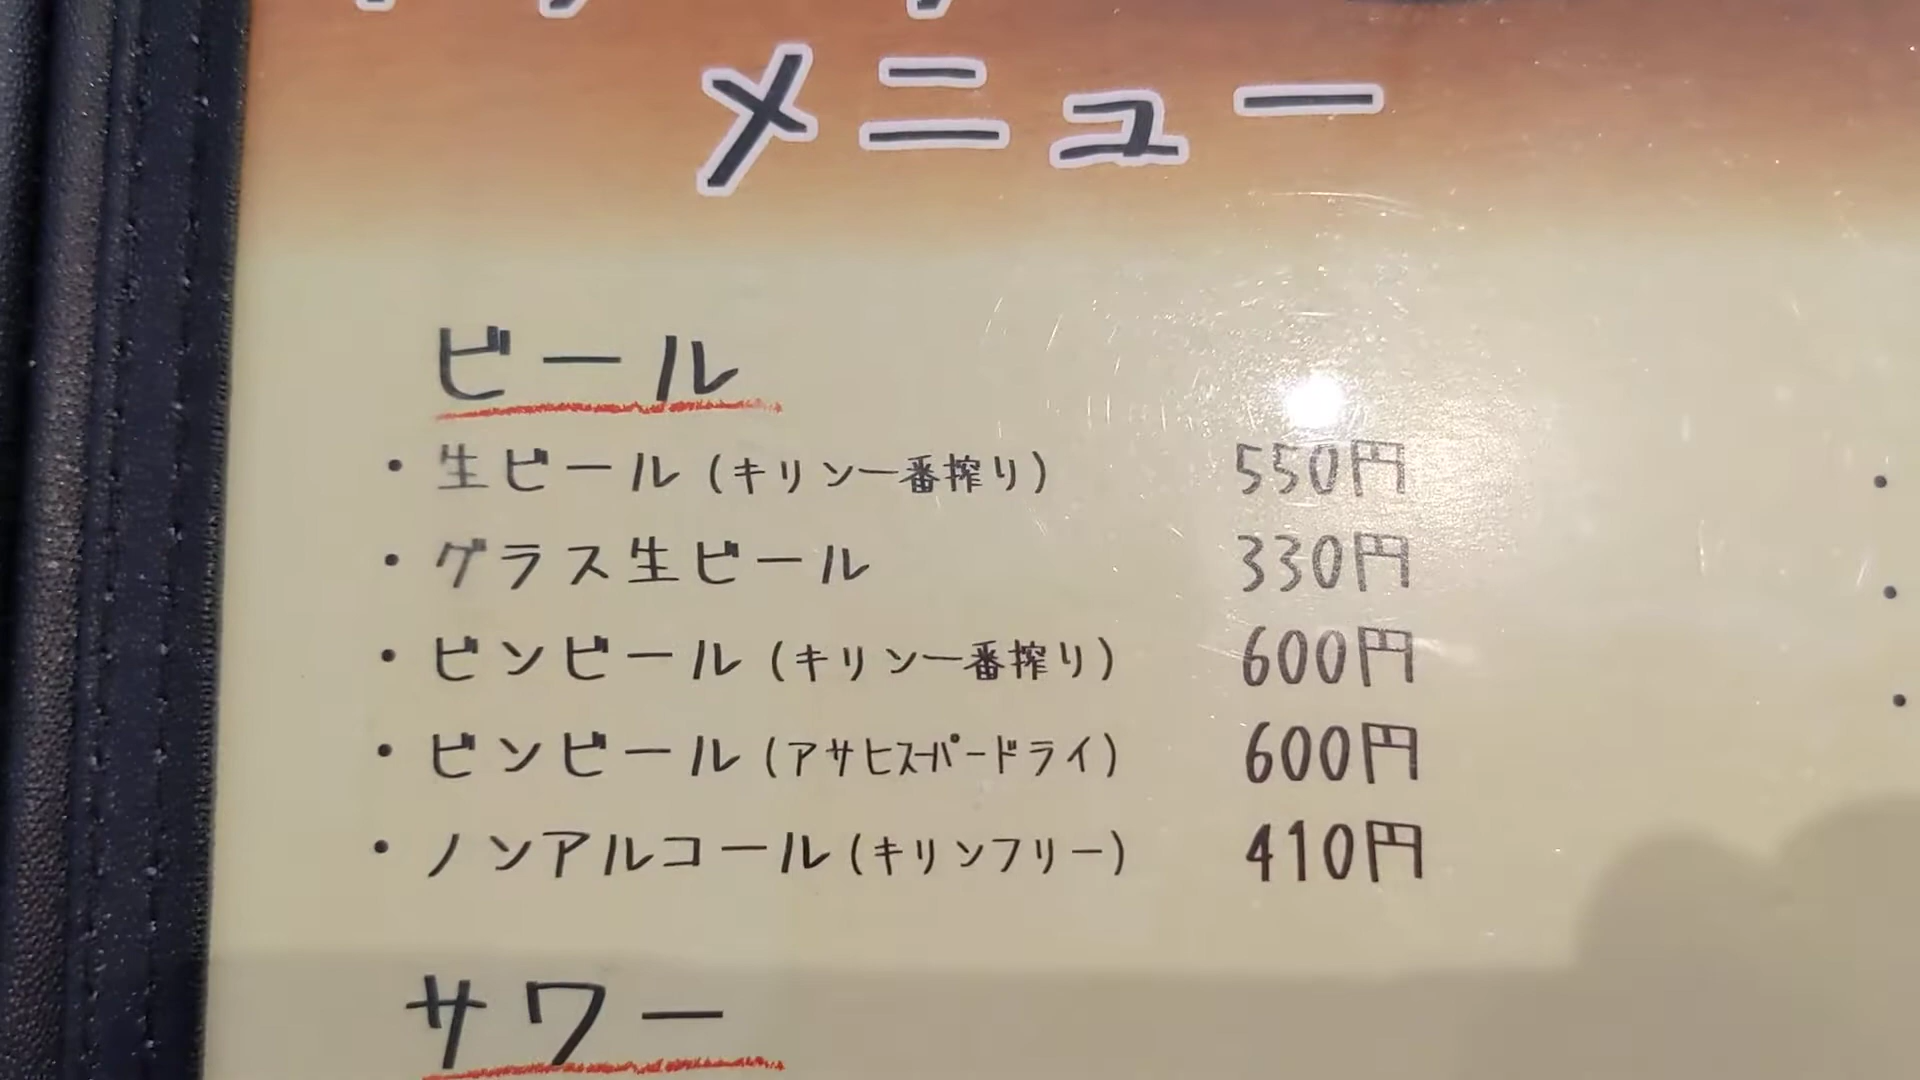 メニュー
ビール
・生ビール(キリン一番搾り) 550円
・グラス生ビール 330円
・ビンビール(キリン一番搾り) 600円
・ビンビール(アサヒスーパードライ) 600円
・ノンアルコール(キリンフリー) 410円
サワー